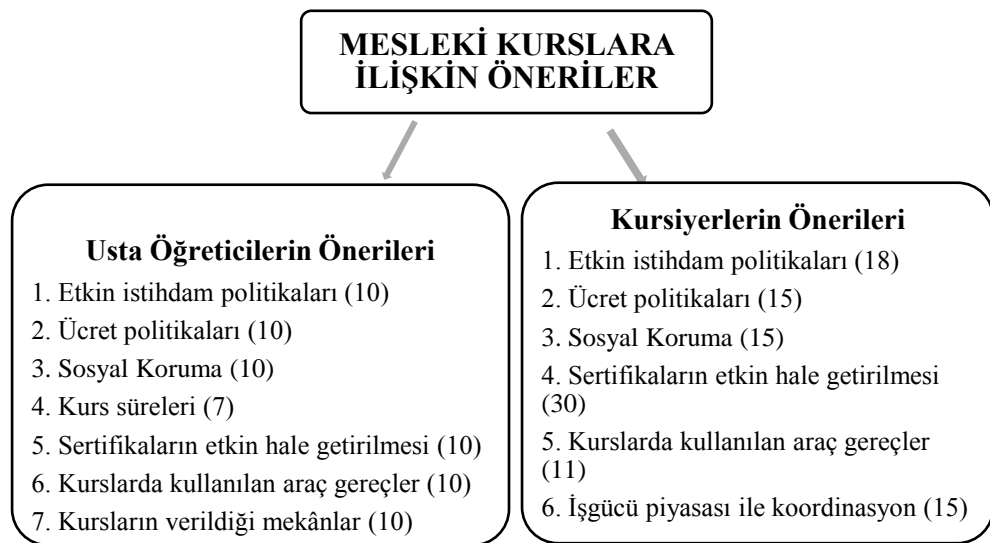 MESLEKİ KURSLARA
İLİŞKİN ÖNERİLER
Usta Öğreticilerin Önerileri
1. Etkin istihdam politikaları (10)
2. Ücret politikaları (10)
3. Sosyal Koruma (10)
4. Kurs süreleri (7)
5. Sertifikaların etkin hale getirilmesi (10)
6. Kurslarda kullanılan araç gereçler (10)
7. Kursların verildiği mekânlar (10)
Kursiyerlerin Önerileri
1. Etkin istihdam politikaları (18)
2. Ücret politikaları (15)
3. Sosyal Koruma (15)
4. Sertifikaların etkin hale getirilmesi
(30)
5. Kurslarda kullanılan araç gereçler
(11)
6. İşgücü piyasası ile koordinasyon (15)